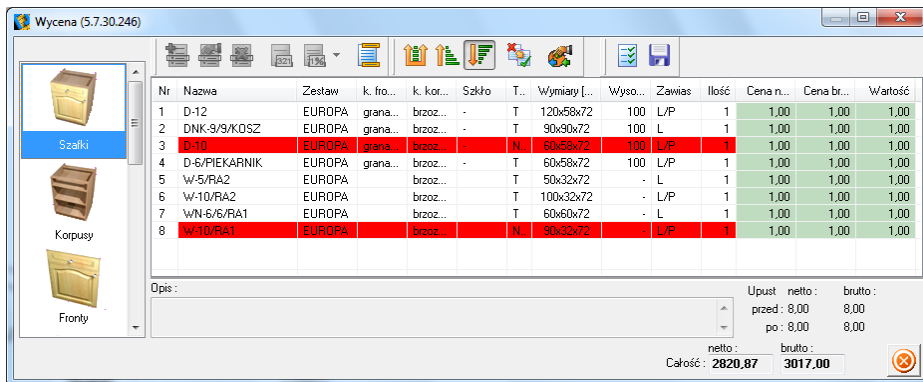 Wycena (5.7.30.246)
321 1%
Szafki
Korpusy
Fronty
Nr Nazwa Zestaw k. fro... k. kor... Szkło T.. Wymiary [... Wyso... Zawias Ilość Cena n... Cena br... Wartość
1 D-12 EUROPA grana... brzoz... - T 120x58x72 100 L/P 1 1,00 1,00 1,00
2 DNK-9/9/KOSZ EUROPA grana... brzoz... - T 90x90x72 100 L 1 1,00 1,00 1,00
3 D-10 EUROPA grana... brzoz... - N.. 60x58x72 100 L/P 1 1,00 1,00 1,00
4 D-6/PIEKARNIK EUROPA grana... brzoz... - T 60x58x72 100 L/P 1 1,00 1,00 1,00
5 W-5/RA2 EUROPA brzoz... T 50x32x72 - L 1 1,00 1,00 1,00
6 W-10/RA2 EUROPA brzoz... T 100x32x72 - L/P 1 1,00 1,00 1,00
7 WN-6/6/RA1 EUROPA brzoz... T 60x60x72 - L 1 1,00 1,00 1,00
8 W-10/RA1 EUROPA brzoz... N.. 90x32x72 - L/P 1 1,00 1,00 1,00
Opis :
Upust netto : brutto :
przed : 8,00 8,00
po : 8,00 8,00
netto : brutto :
Całość : 2820,87 3017,00